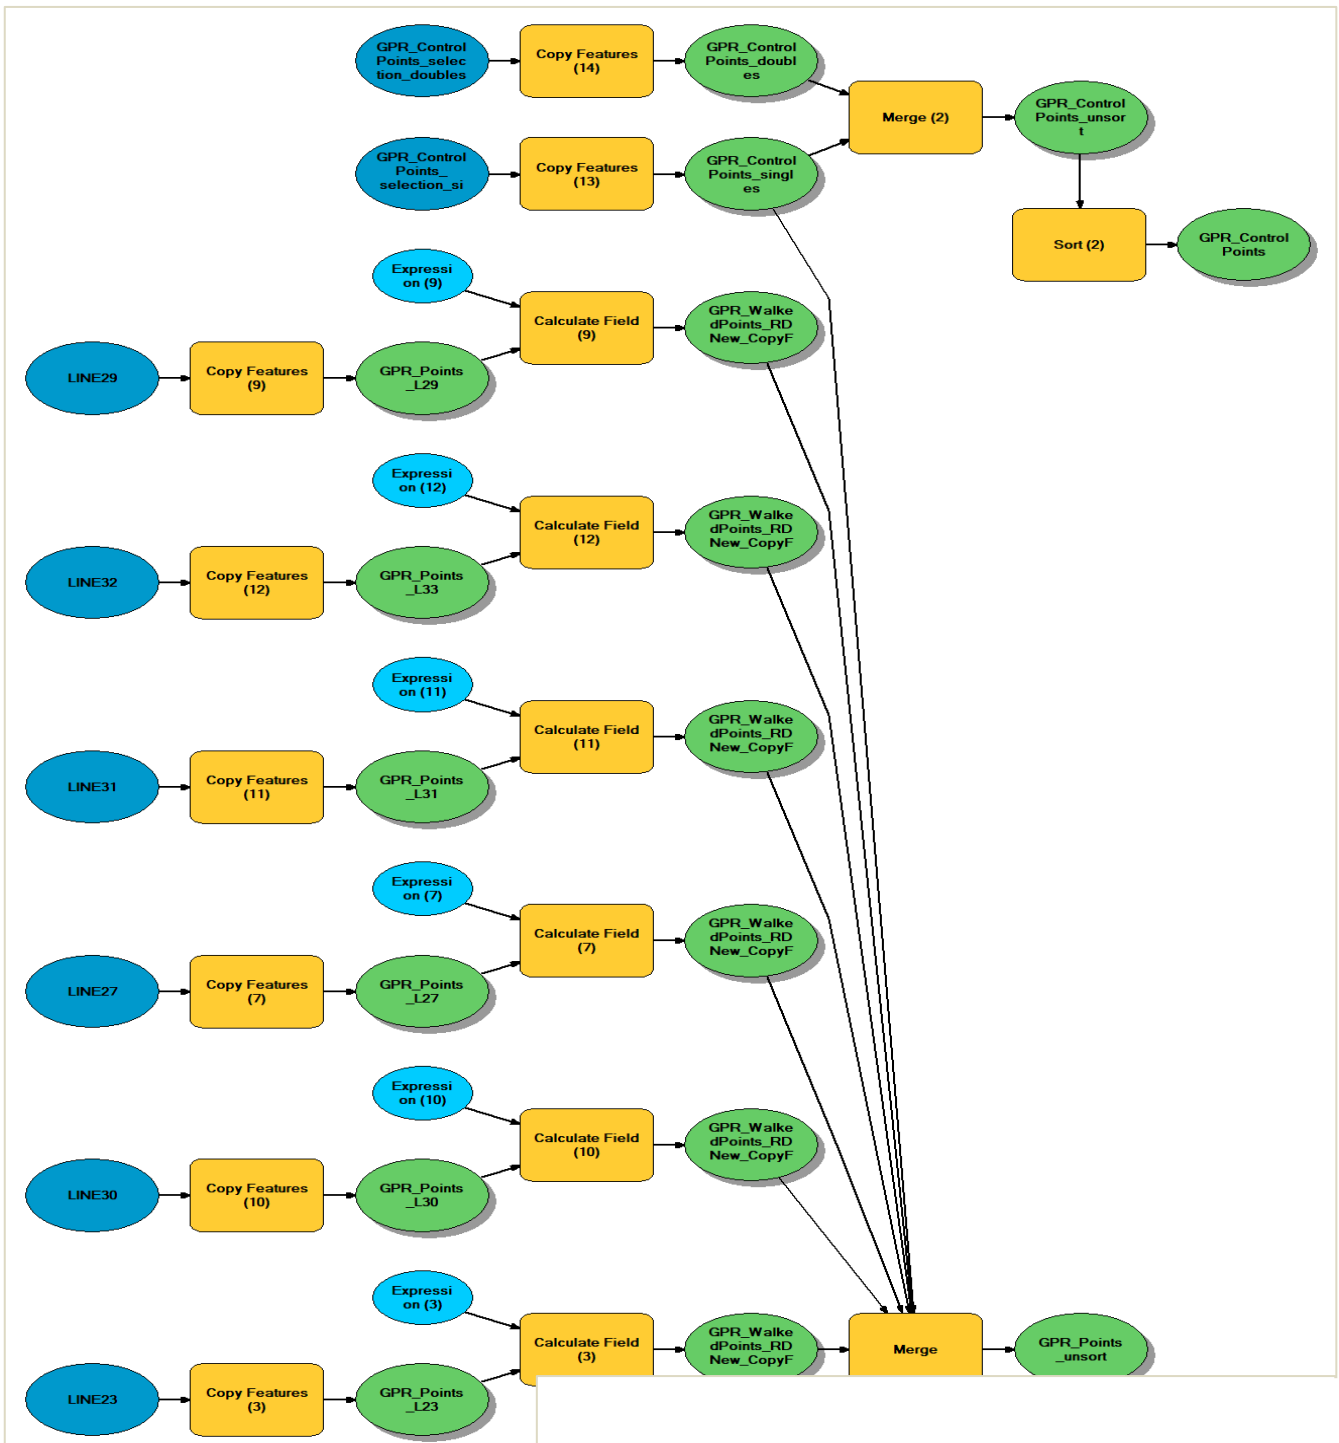 GPR_Control
Points_selec
tion_doubles
Copy Features
(14)
GPR_Control
Points_doubl
es
Merge (2)
GPR_Control
Points_unsor
t
GPR_Control
Points_
selection_si
Copy Features
(13)
GPR_Control
Points_singl
es
Sort (2)
GPR_Control
Points
Expressi
on (9)
Calculate Field
(9)
GPR_Walke
dPoints_RD
New_CopyF
LINE29
Copy Features
(9)
GPR_Points
_L29
Expressi
on (12)
Calculate Field
(12)
GPR_Walke
dPoints_RD
New_CopyF
LINE32
Copy Features
(12)
GPR_Points
_L33
Expressi
on (11)
Calculate Field
(11)
GPR_Walke
dPoints_RD
New_CopyF
LINE31
Copy Features
(11)
GPR_Points
_L31
Expressi
on (7)
Calculate Field
(7)
GPR_Walke
dPoints_RD
New_CopyF
LINE27
Copy Features
(7)
GPR_Points
_L27
Expressi
on (10)
Calculate Field
(10)
GPR_Walke
dPoints_RD
New_CopyF
LINE30
Copy Features
(10)
GPR_Points
_L30
Expressi
on (3)
Calculate Field
(3)
GPR_Walke
dPoints_RD
New_CopyF
Merge
GPR_Points
_unsort
LINE23
Copy Features
(3)
GPR_Points
_L23